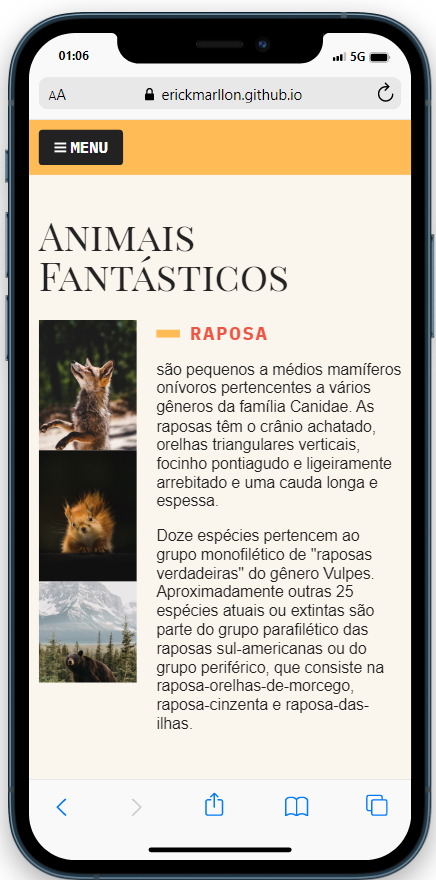 01:06
5G
AA
erickmarllon.github.io
MENU
Animais
Fantásticos
RAPOSA
são pequenos a médios mamíferos
onívoros pertencentes a vários
gêneros da família Canidae. As
raposas têm o crânio achatado,
orelhas triangulares verticais,
focinho pontiagudo e ligeiramente
arrebitado e uma cauda longa e
espessa.
Doze espécies pertencem ao
grupo monofilético de "raposas
verdadeiras" do gênero Vulpes.
Aproximadamente outras 25
espécies atuais ou extintas são
parte do grupo parafilético das
raposas sul-americanas ou do
grupo periférico, que consiste na
raposa-orelhas-de-morcego,
raposa-cinzenta e raposa-das-
ilhas.